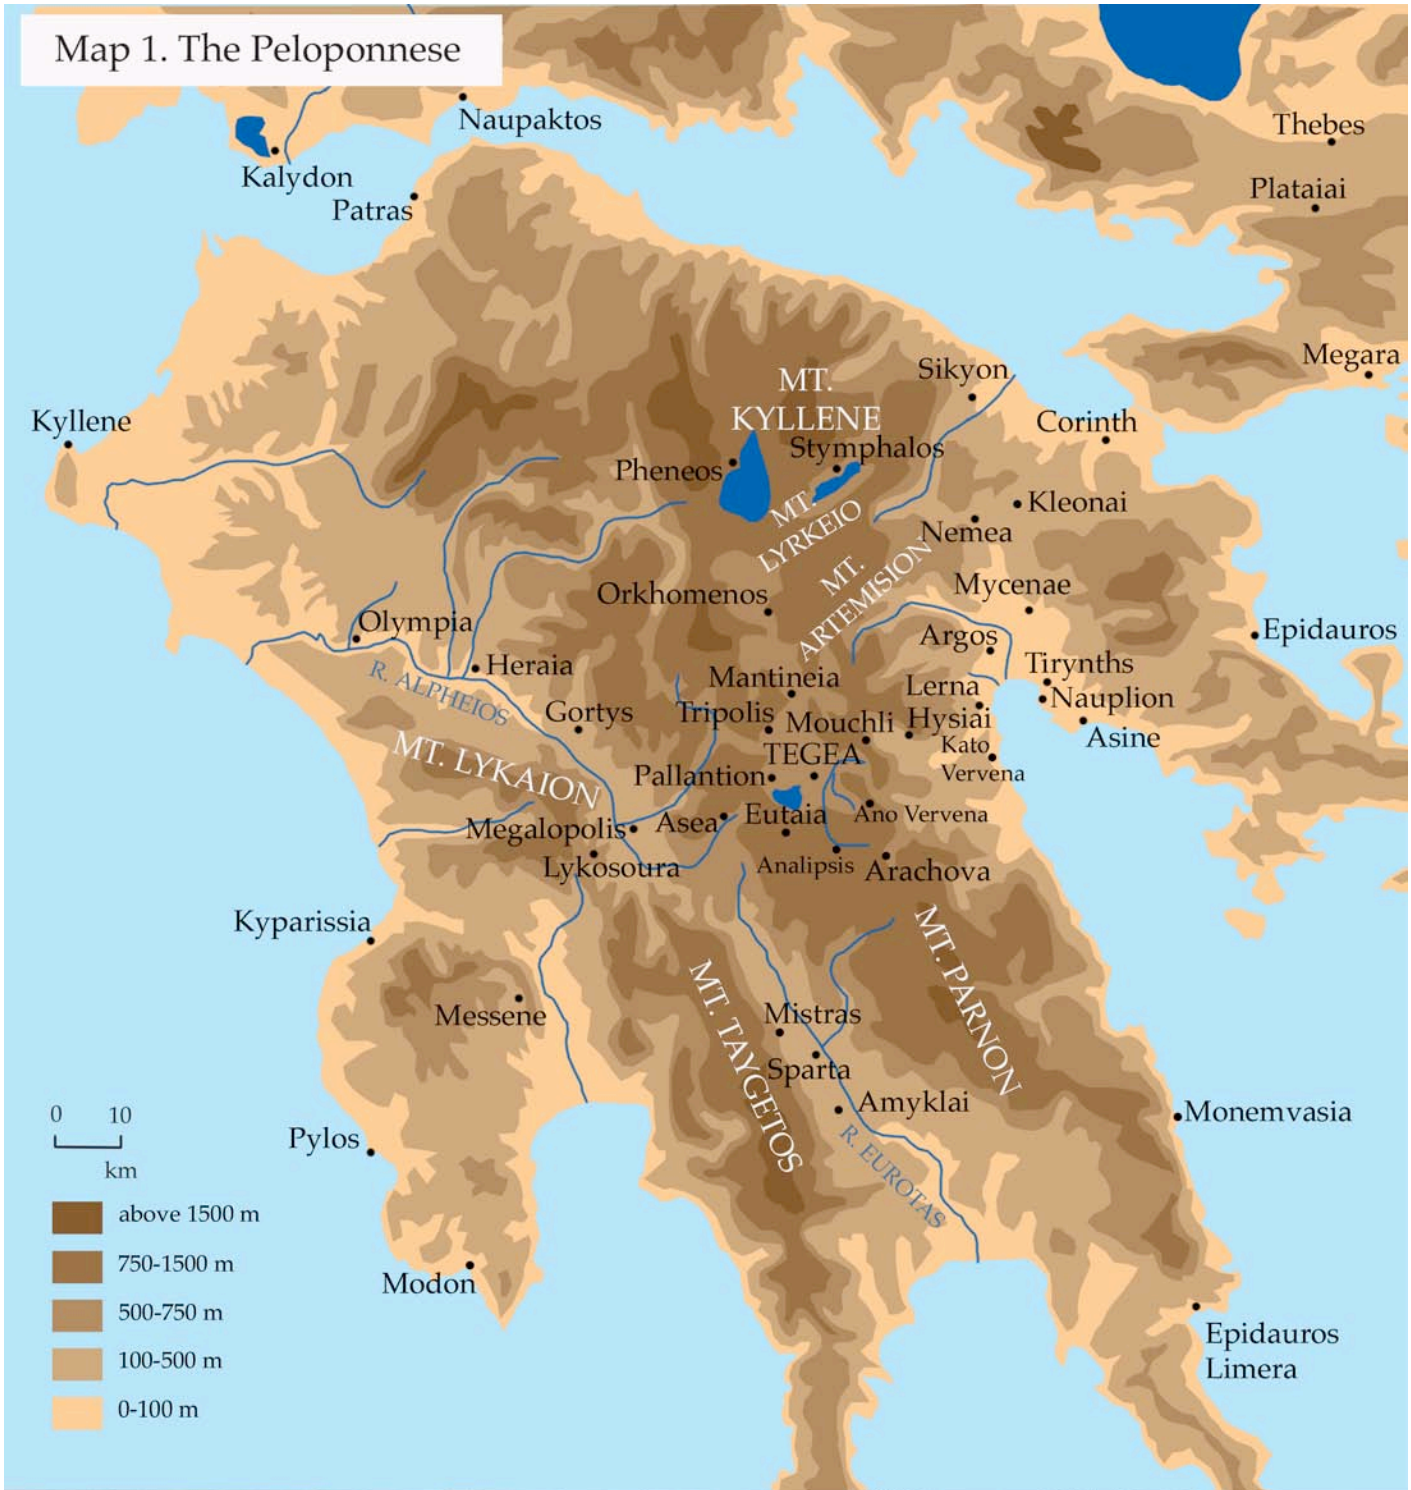 Map 1. The Peloponnese
Naupaktos
Thebes
Kalydon
Plataiai
Patras
Megara
Sikyon
MT.
KYLLENE
Kyllene
Corinth
Stymphalos
Pheneos
Kleonai
MT.
LYRKEIO
Nemea
MT.
ARTEMISION
Mycenae
Orkhomenos
Olympia
Argos
Epidauros
Heraia
Tirynths
R. ALPHEIOS
Mantineia
Lerna
Nauplion
Gortys
Tripolis
Mouchli
Hysiai
Asine
MT. LYKAION
TEGEA
Kato
Vervena
Pallantion
Megalopolis
Asea
Eutaia
Ano Vervena
Lykosoura
Analipsis
Arachova
Kyparissia
MT. PARNON
MT. TAYGETOS
Messene
Mistras
Sparta
Amyklai
Monemvasia
Pylos
R. EUROTAS
0 10
km
above 1500 m
750-1500 m
500-750 m
100-500 m
0-100 m
Modon
Epidauros
Limera